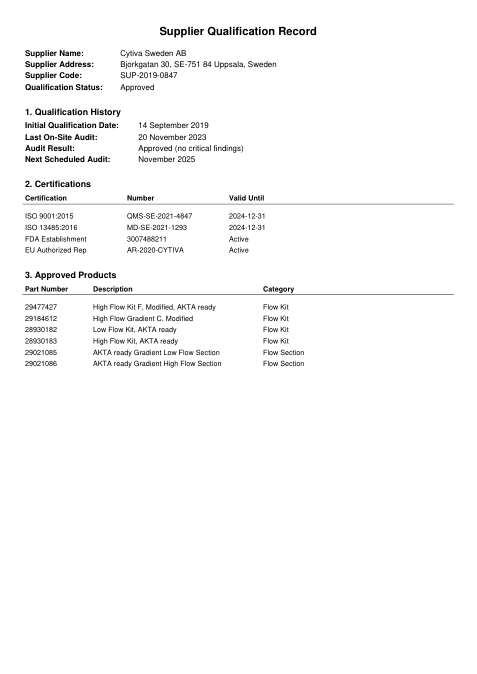 Supplier Qualification Record
Supplier Name: Cytiva Sweden AB
Supplier Address: Bjorkgatan 30, SE-751 84 Uppsala, Sweden
Supplier Code: SUP-2019-0847
Qualification Status: Approved
1. Qualification History
Initial Qualification Date: 14 September 2019
Last On-Site Audit: 20 November 2023
Audit Result: Approved (no critical findings)
Next Scheduled Audit: November 2025
2. Certifications
Certification Number Valid Until
ISO 9001:2015 QMS-SE-2021-4847 2024-12-31
ISO 13485:2016 MD-SE-2021-1293 2024-12-31
FDA Establishment 3007488211 Active
EU Authorized Rep AR-2020-CYTIVA Active
3. Approved Products
Part Number Description Category
29477427 High Flow Kit F, Modified, AKTA ready Flow Kit
29184612 High Flow Gradient C, Modified Flow Kit
28930182 Low Flow Kit, AKTA ready Flow Kit
28930183 High Flow Kit, AKTA ready Flow Kit
29021085 AKTA ready Gradient Low Flow Section Flow Section
29021086 AKTA ready Gradient High Flow Section Flow Section